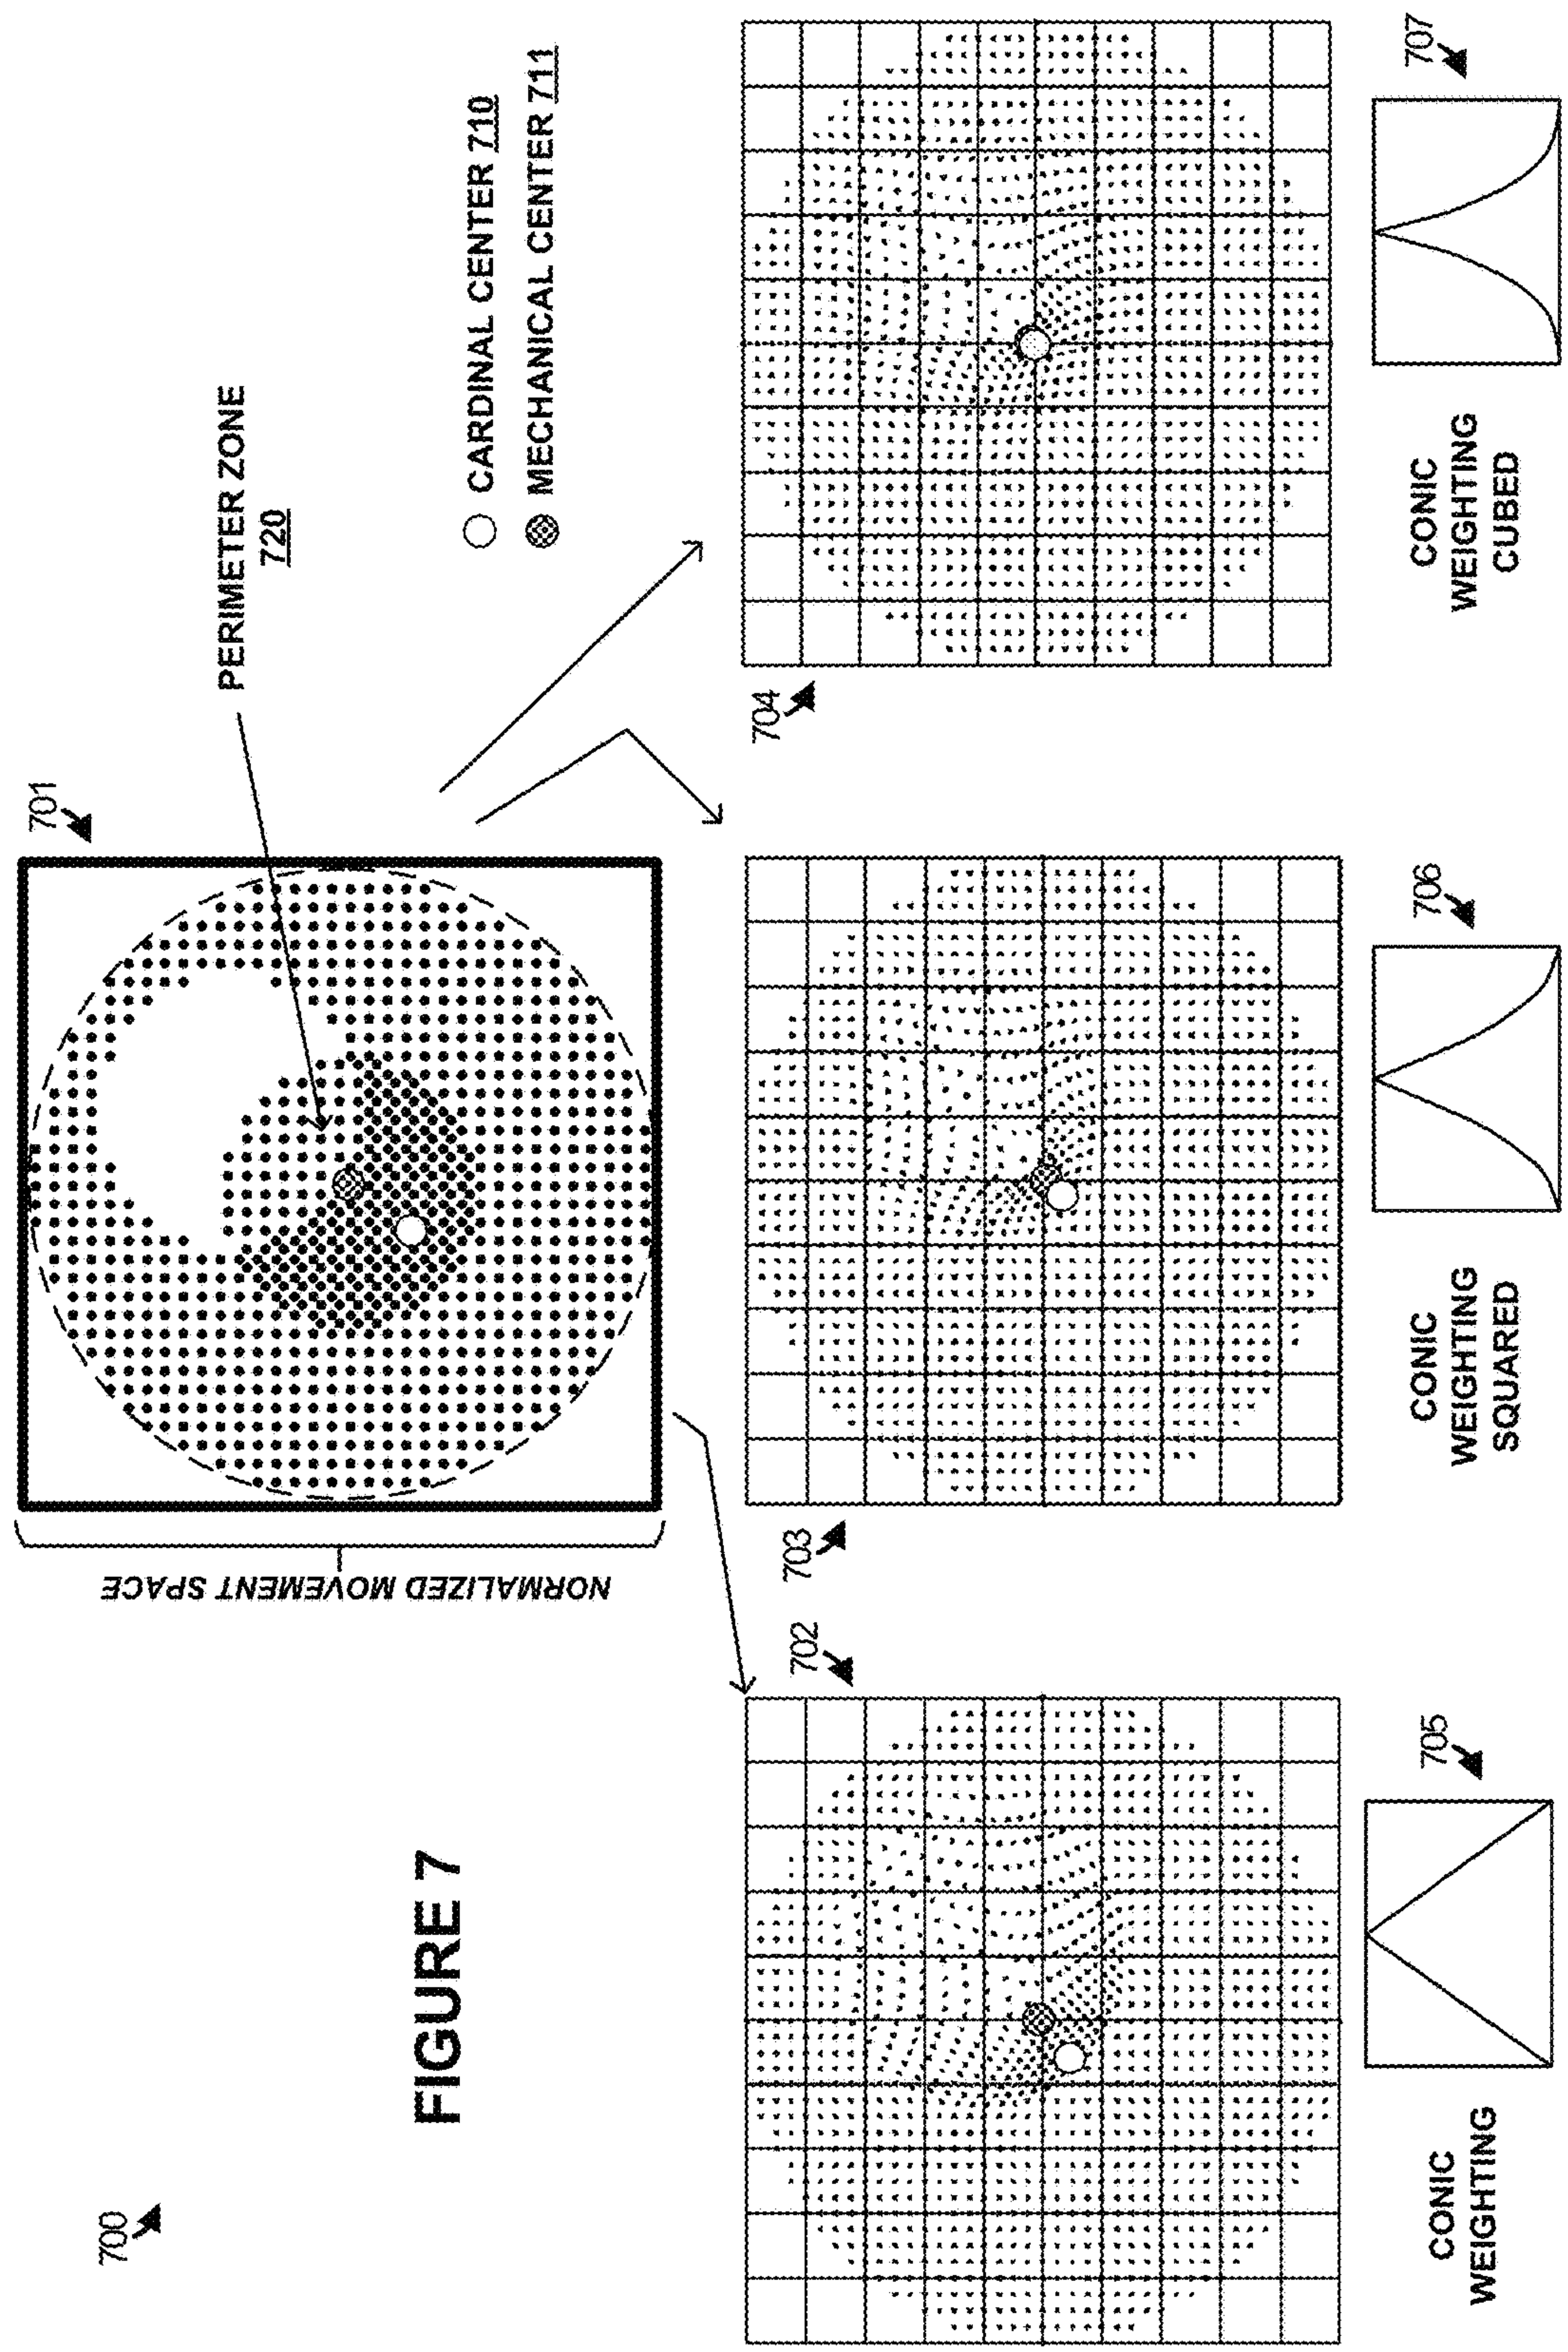 700
FIGURE 7
NORMALIZED MOVEMENT SPACE
701
PERIMETER ZONE
720
CARDINAL CENTER 710
MECHANICAL CENTER 711
702
703
704
CONIC
WEIGHTING
705
CONIC
WEIGHTING
SQUARED
706
CONIC
WEIGHTING
CUBED
707